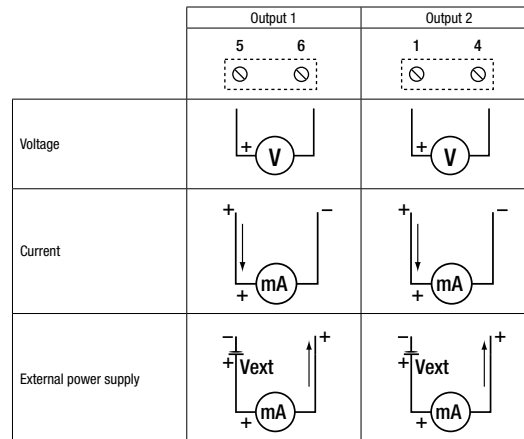 Output 1 Output 2
5 6 1 4
Voltage
+ V + V
Current
+ − + −
+ mA + mA
External power supply
− + − +
+ Vext + Vext
+ mA + mA